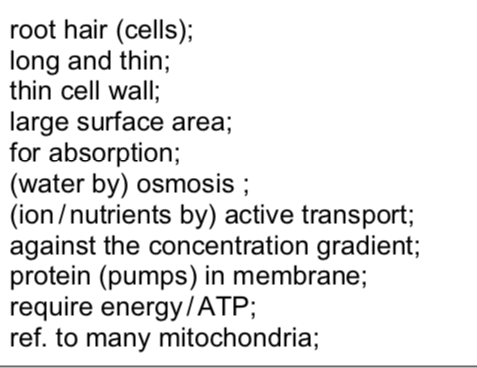 root hair (cells);
long and thin;
thin cell wall;
large surface area;
for absorption;
(water by) osmosis ;
(ion/nutrients by) active transport;
against the concentration gradient;
protein (pumps) in membrane;
require energy/ATP;
ref. to many mitochondria;